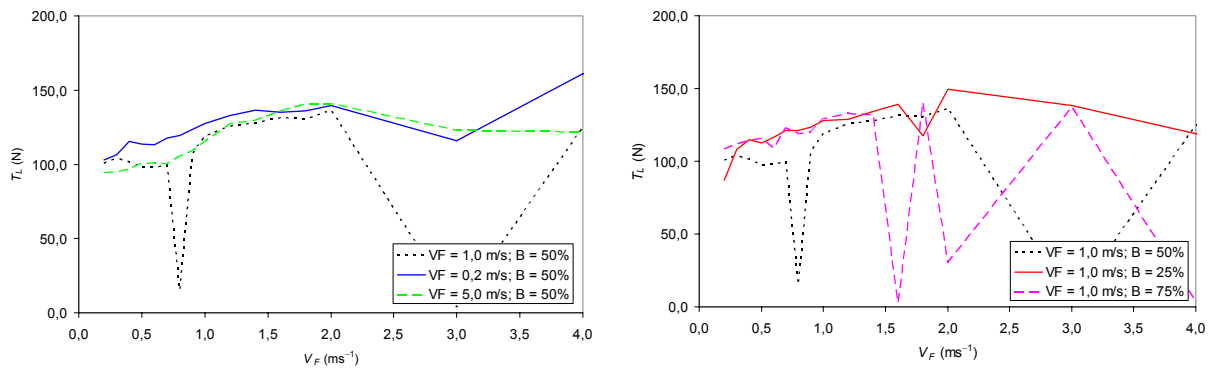 200,0
150,0
100,0
50,0
0,0
T_L (N)
0,0 0,5 1,0 1,5 2,0 2,5 3,0 3,5 4,0
V_F (ms⁻¹)
VF = 1,0 m/s; B = 50%
VF = 0,2 m/s; B = 50%
VF = 5,0 m/s; B = 50%
200,0
150,0
100,0
50,0
0,0
T_L (N)
0,0 0,5 1,0 1,5 2,0 2,5 3,0 3,5 4,0
V_F (ms⁻¹)
VF = 1,0 m/s; B = 50%
VF = 1,0 m/s; B = 25%
VF = 1,0 m/s; B = 75%